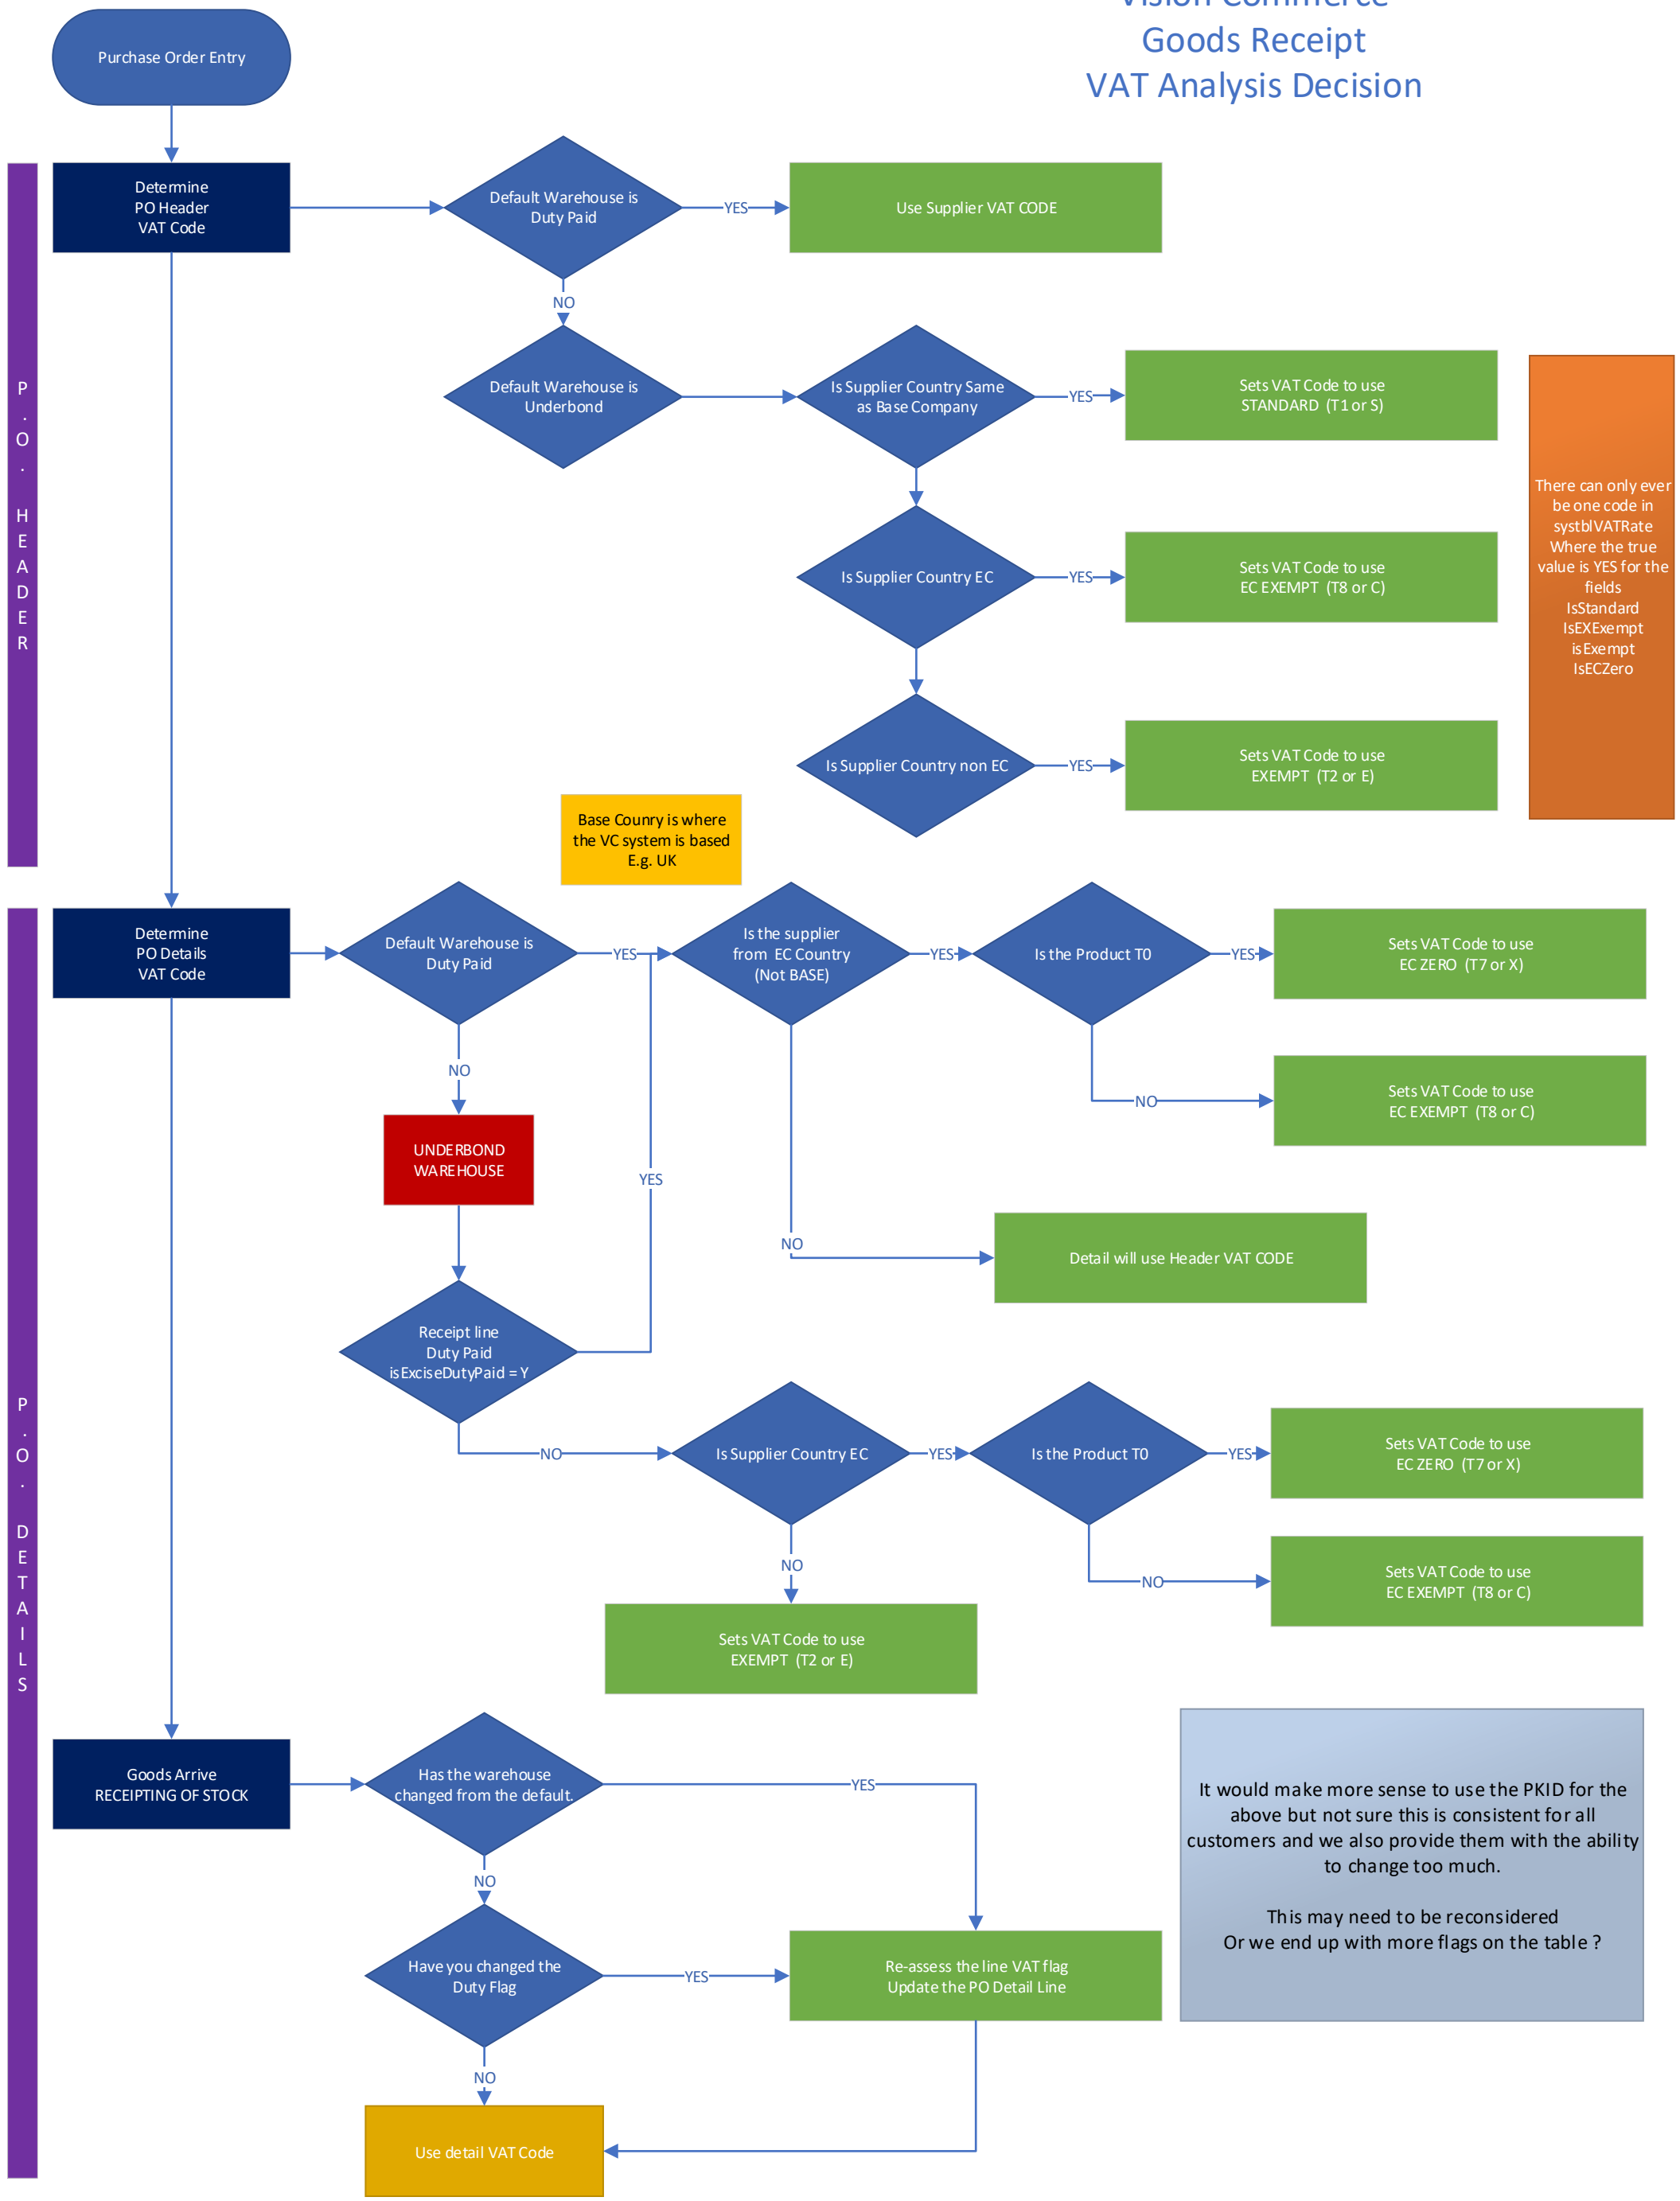 Vision Commerce
Goods Receipt
VAT Analysis Decision
Purchase Order Entry
P.O. HEADER
Determine
PO Header
VAT Code
Default Warehouse is
Duty Paid
YES
Use Supplier VAT CODE
NO
Default Warehouse is
Underbond
Is Supplier Country Same
as Base Company
YES
Sets VAT Code to use
STANDARD (T1 or S)
Is Supplier Country EC
YES
Sets VAT Code to use
EC EXEMPT (T8 or C)
Is Supplier Country non EC
YES
Sets VAT Code to use
EXEMPT (T2 or E)
There can only ever
be one code in
systblVATRate
Where the true
value is YES for the
fields
IsStandard
IsEXExempt
isExempt
IsECZero
Base Counry is where
the VC system is based
E.g. UK
P.O. DETAILS
Determine
PO Details
VAT Code
Default Warehouse is
Duty Paid
YES
Is the supplier
from EC Country
(Not BASE)
YES
Is the Product T0
YES
Sets VAT Code to use
EC ZERO (T7 or X)
NO
Sets VAT Code to use
EC EXEMPT (T8 or C)
NO
UNDERBOND
WAREHOUSE
YES
NO
Detail will use Header VAT CODE
Receipt line
Duty Paid
isExciseDutyPaid = Y
NO
Is Supplier Country EC
YES
Is the Product T0
YES
Sets VAT Code to use
EC ZERO (T7 or X)
NO
Sets VAT Code to use
EC EXEMPT (T8 or C)
NO
Sets VAT Code to use
EXEMPT (T2 or E)
Goods Arrive
RECEIPTING OF STOCK
Has the warehouse
changed from the default.
YES
NO
Have you changed the
Duty Flag
YES
Re-assess the line VAT flag
Update the PO Detail Line
NO
Use detail VAT Code
It would make more sense to use the PKID for the
above but not sure this is consistent for all
customers and we also provide them with the ability
to change too much.
This may need to be reconsidered
Or we end up with more flags on the table ?